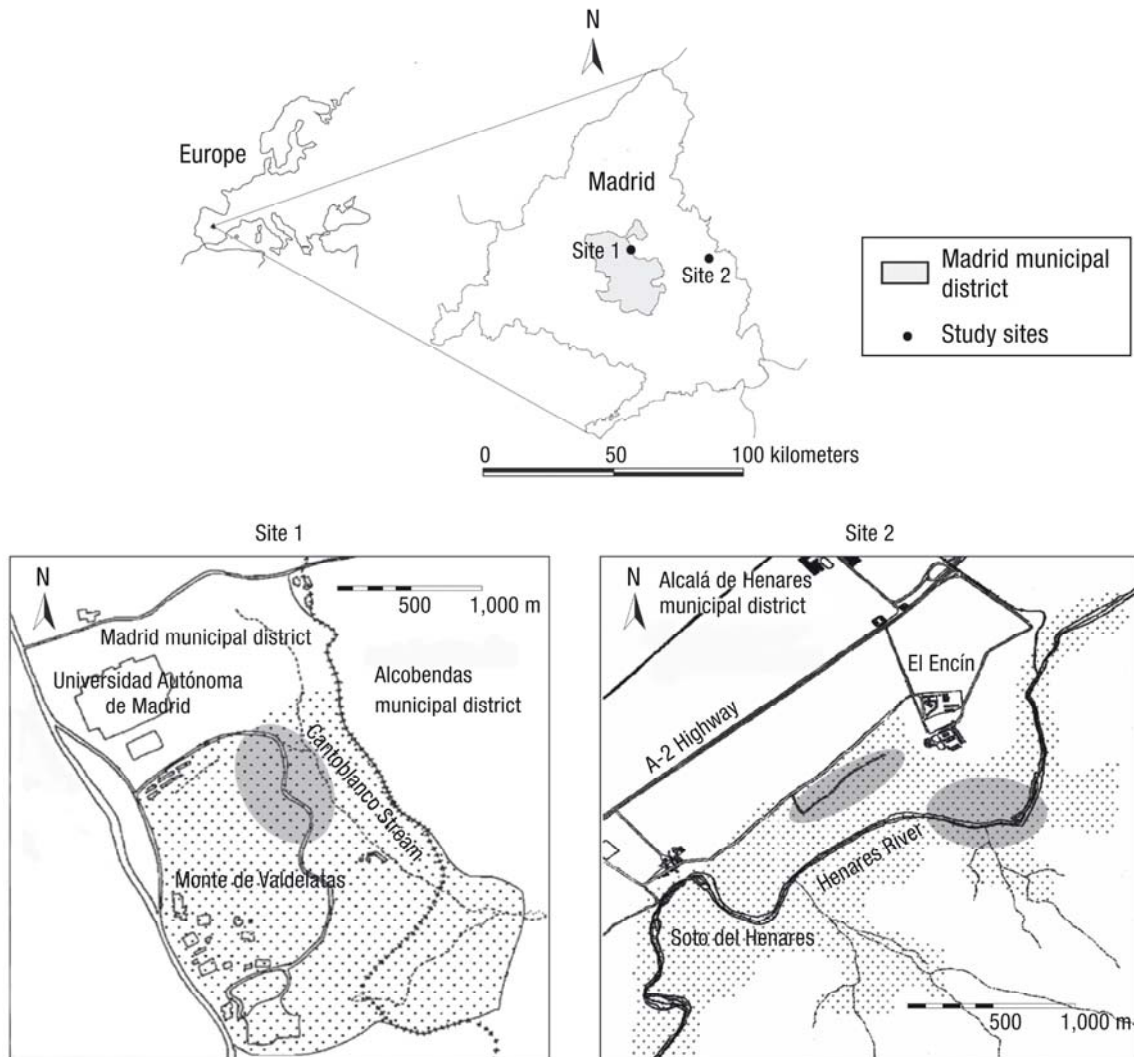 N
Europe
Madrid
Site 1
Site 2
Madrid municipal
district
Study sites
0 50 100 kilometers
Site 1
N
500 1,000 m
Madrid municipal district
Universidad Autónoma
de Madrid
Alcobendas
municipal district
Cantoblanco Stream
Monte de Valdelatas
Site 2
N
Alcalá de Henares
municipal district
El Encín
A-2 Highway
Henares River
Soto del Henares
500 1,000 m